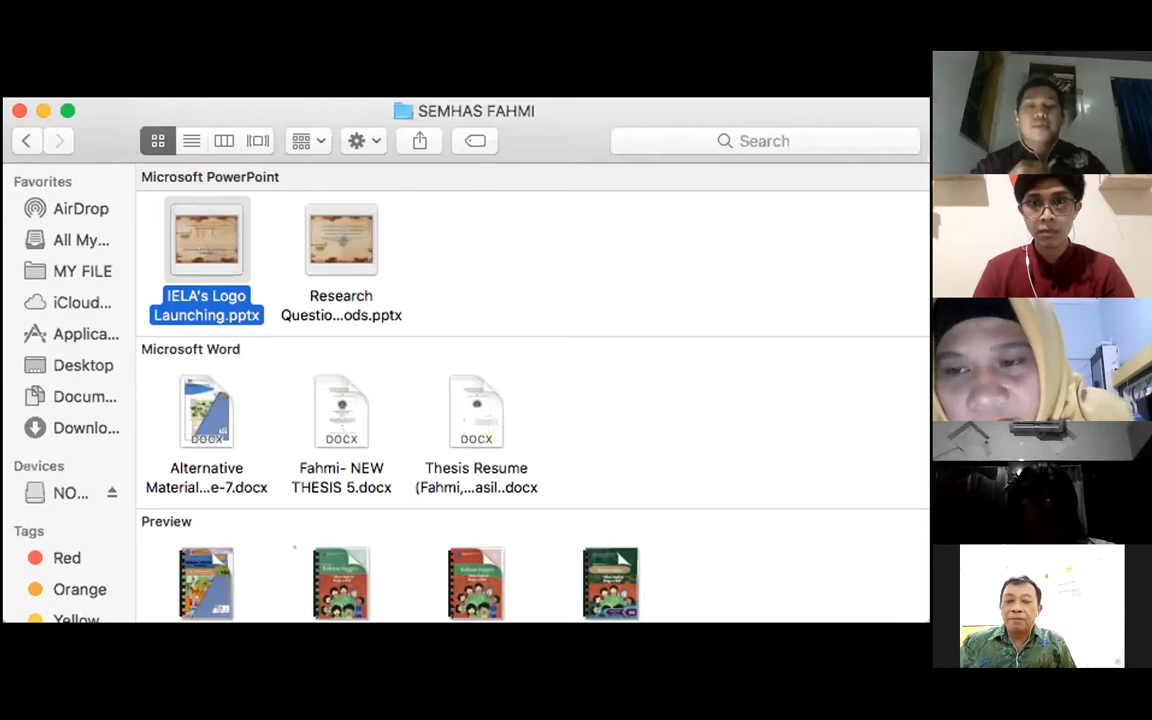 SEMHAS FAHMI
Search
Favorites
AirDrop
All My...
MY FILE
iCloud...
Applica...
Desktop
Docum...
Downlo...
Devices
NO...
Tags
Red
Orange
Yellow
Microsoft PowerPoint
IELA's Logo
Launching.pptx
Research
Questio...ods.pptx
Microsoft Word
DOCX
DOCX
DOCX
Alternative
Material...e-7.docx
Fahmi- NEW
THESIS 5.docx
Thesis Resume
(Fahmi,...asil..docx
Preview